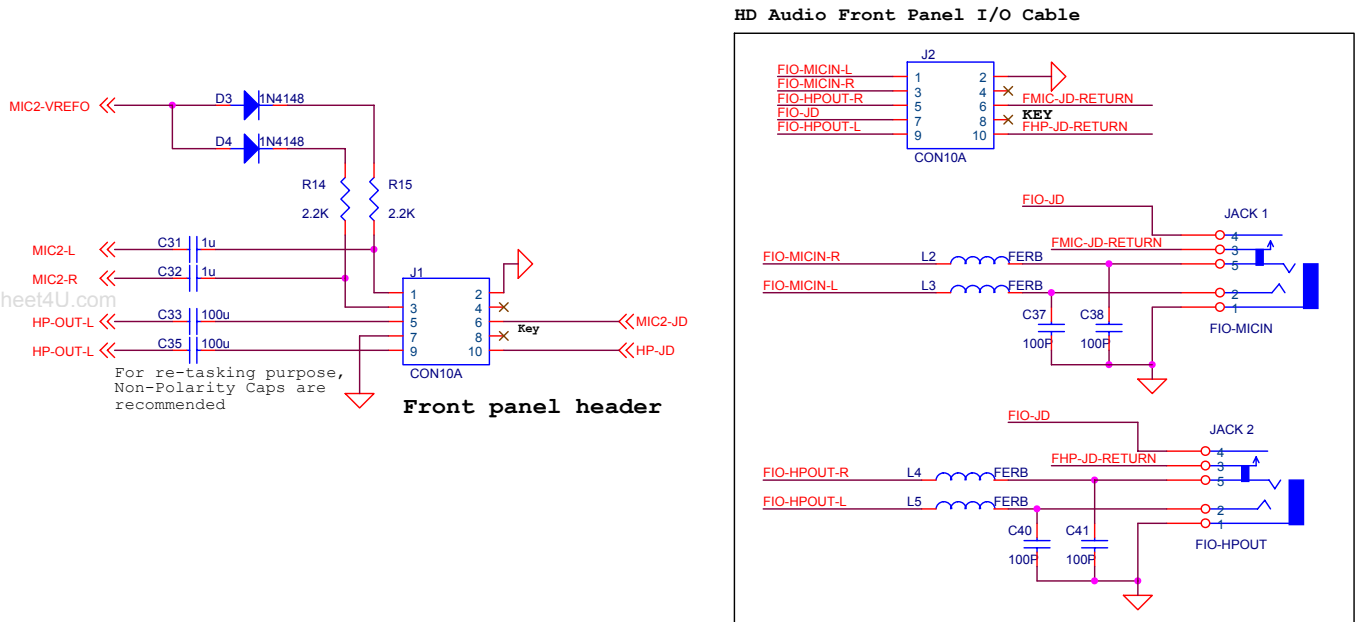 HD Audio Front Panel I/O Cable
MIC2-VREFO
D3
1N4148
D4
1N4148
R14
2.2K
R15
2.2K
MIC2-L
C31
1u
MIC2-R
C32
1u
heet4U.com
HP-OUT-L
C33
100u
HP-OUT-L
C35
100u
J1
1
3
5
7
9
2
4
6
8
10
CON10A
Key
MIC2-JD
HP-JD
For re-tasking purpose,
Non-Polarity Caps are
recommended
Front panel header
J2
FIO-MICIN-L
FIO-MICIN-R
FIO-HPOUT-R
FIO-JD
FIO-HPOUT-L
1
3
5
7
9
2
4
6
8
10
FMIC-JD-RETURN
KEY
FHP-JD-RETURN
CON10A
FIO-JD
JACK 1
FMIC-JD-RETURN
FIO-MICIN-R
L2
FERB
FIO-MICIN-L
L3
FERB
4
3
5
2
1
C37
100P
C38
100P
FIO-MICIN
FIO-JD
JACK 2
FHP-JD-RETURN
FIO-HPOUT-R
L4
FERB
FIO-HPOUT-L
L5
FERB
4
3
5
2
1
C40
100P
C41
100P
FIO-HPOUT